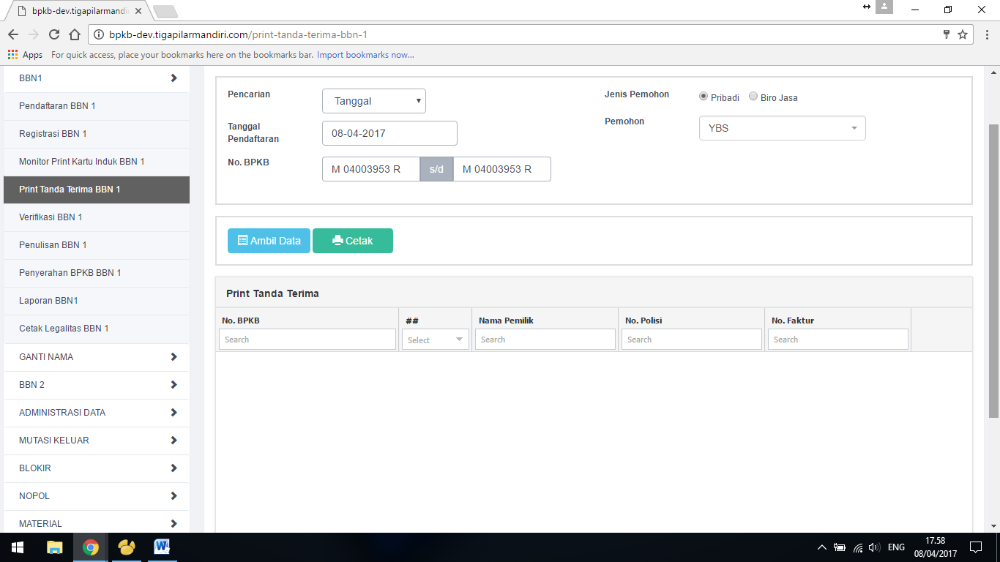 bpkb-dev.tigapilarmandi
bpkb-dev.tigapilarmandiri.com/print-tanda-terima-bbn-1
Apps For quick access, place your bookmarks here on the bookmarks bar. Import bookmarks now...
BBN1
Pendaftaran BBN 1
Registrasi BBN 1
Monitor Print Kartu Induk BBN 1
Print Tanda Terima BBN 1
Verifikasi BBN 1
Penulisan BBN 1
Penyerahan BPKB BBN 1
Laporan BBN1
Cetak Legalitas BBN 1
GANTI NAMA
BBN 2
ADMINISTRASI DATA
MUTASI KELUAR
BLOKIR
NOPOL
MATERIAL
Pencarian Tanggal
Tanggal Pendaftaran 08-04-2017
No. BPKB M 04003953 R s/d M 04003953 R
Jenis Pemohon Pribadi Biro Jasa
Pemohon YBS
Ambil Data Cetak
Print Tanda Terima
No. BPKB ## Nama Pemilik No. Polisi No. Faktur
Search Select Search Search Search
ENG
17.58
08/04/2017